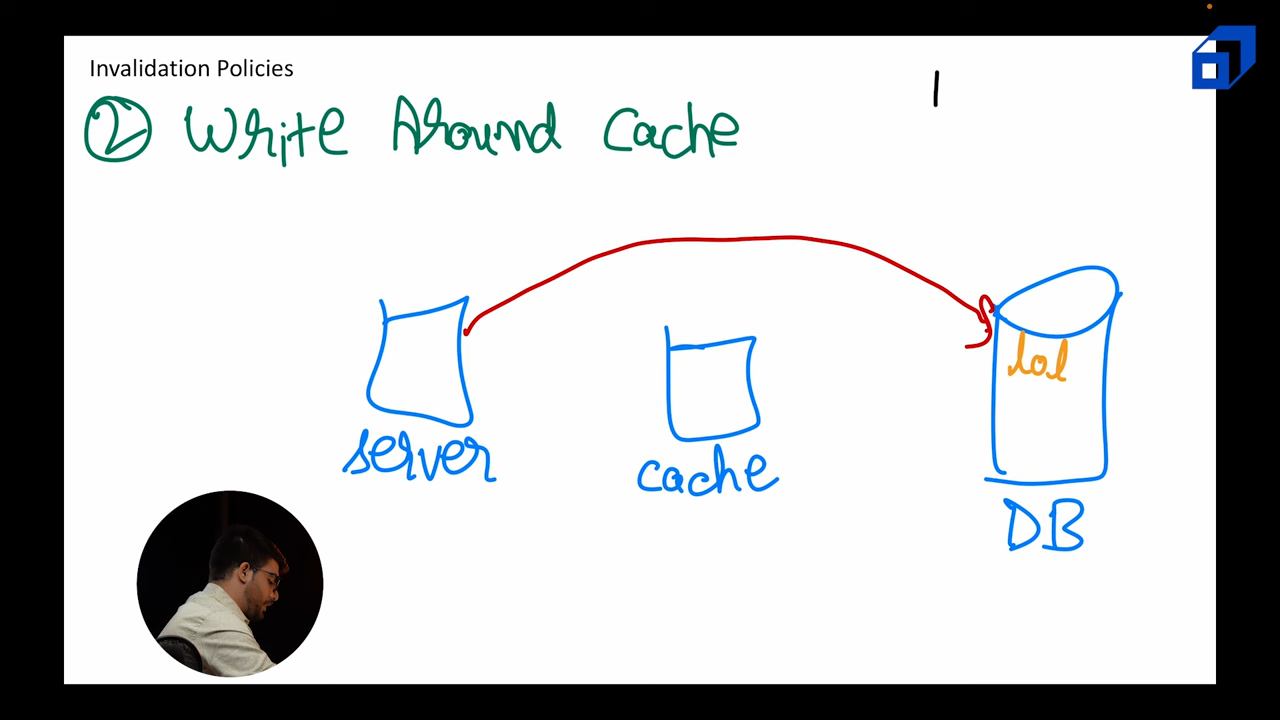 Invalidation Policies
② Write Around Cache
lol
server
cache
DB